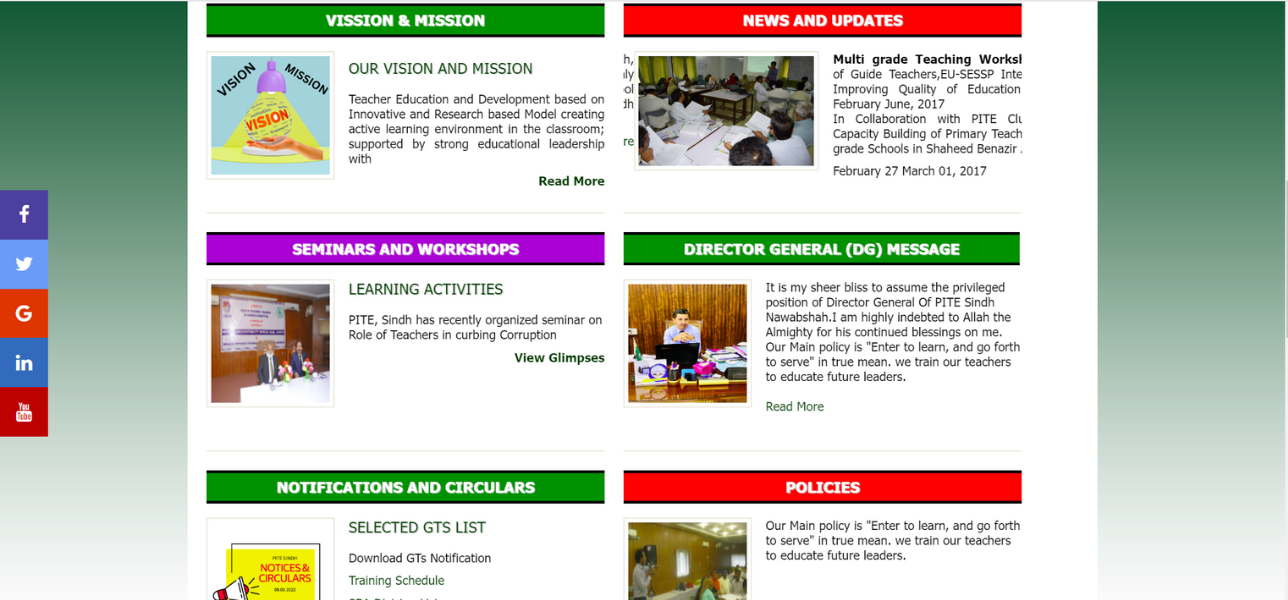 VISSION & MISSION
VISION
MISSION
VISION
OUR VISION AND MISSION
Teacher Education and Development based on
Innovative and Research based Model creating
active learning environment in the classroom;
supported by strong educational leadership
with
Read More
NEWS AND UPDATES
Multi grade Teaching Worksh
of Guide Teachers,EU-SESSP Inte
Improving Quality of Education
February June, 2017
In Collaboration with PITE Clu
Capacity Building of Primary Teach
grade Schools in Shaheed Benazir .
February 27 March 01, 2017
SEMINARS AND WORKSHOPS
LEARNING ACTIVITIES
PITE, Sindh has recently organized seminar on
Role of Teachers in curbing Corruption
View Glimpses
DIRECTOR GENERAL (DG) MESSAGE
It is my sheer bliss to assume the privileged
position of Director General Of PITE Sindh
Nawabshah.I am highly indebted to Allah the
Almighty for his continued blessings on me.
Our Main policy is "Enter to learn, and go forth
to serve" in true mean. we train our teachers
to educate future leaders.
Read More
NOTIFICATIONS AND CIRCULARS
PITE SINDH
NOTICES &
CIRCULARS
SELECTED GTS LIST
Download GTs Notification
Training Schedule
POLICIES
Our Main policy is "Enter to learn, and go forth
to serve" in true mean. we train our teachers
to educate future leaders.
f
G
in
You
Tube